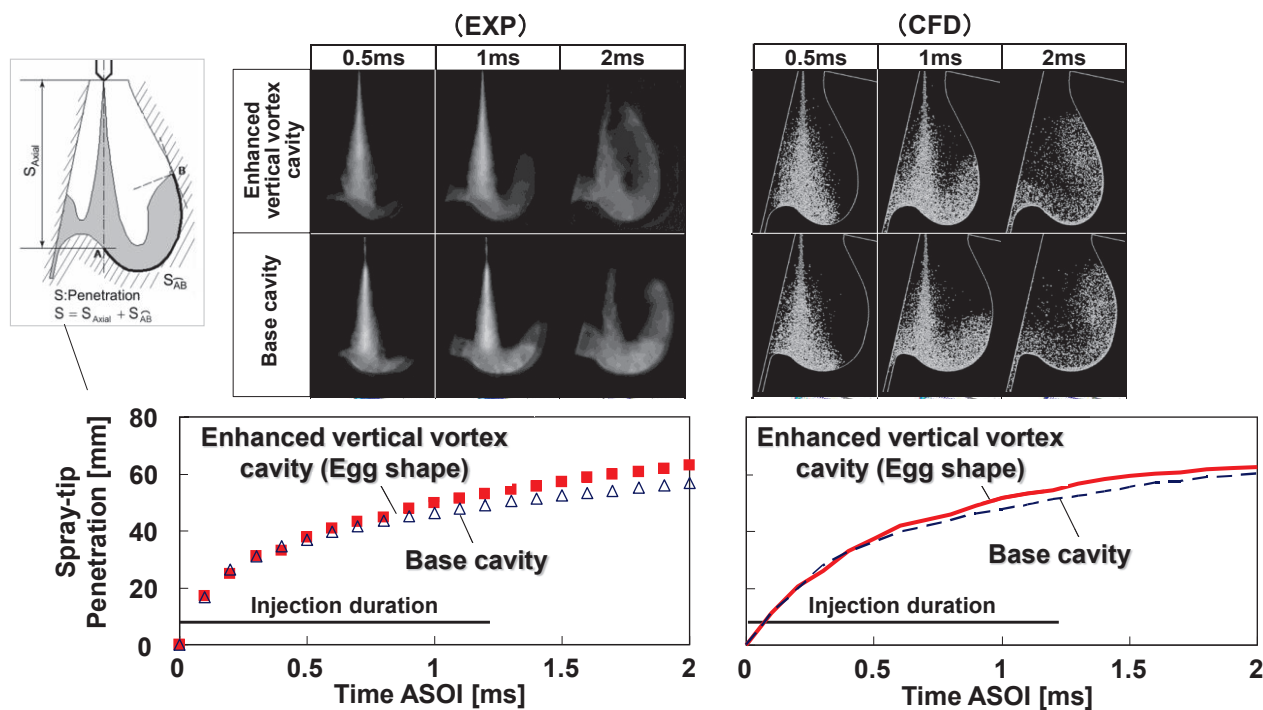 （EXP）
0.5ms 1ms 2ms
Enhanced
vertical vortex
cavity
Base cavity
（CFD）
0.5ms 1ms 2ms
S_Axial
B
A
S_AB
S:Penetration
S = S_Axial + S_AB
Spray-tip
Penetration [mm]
80
60
40
20
0
Enhanced vertical vortex
cavity (Egg shape)
Base cavity
Injection duration
0 0.5 1 1.5 2
Time ASOI [ms]
Enhanced vertical vortex
cavity (Egg shape)
Base cavity
Injection duration
0 0.5 1 1.5 2
Time ASOI [ms]